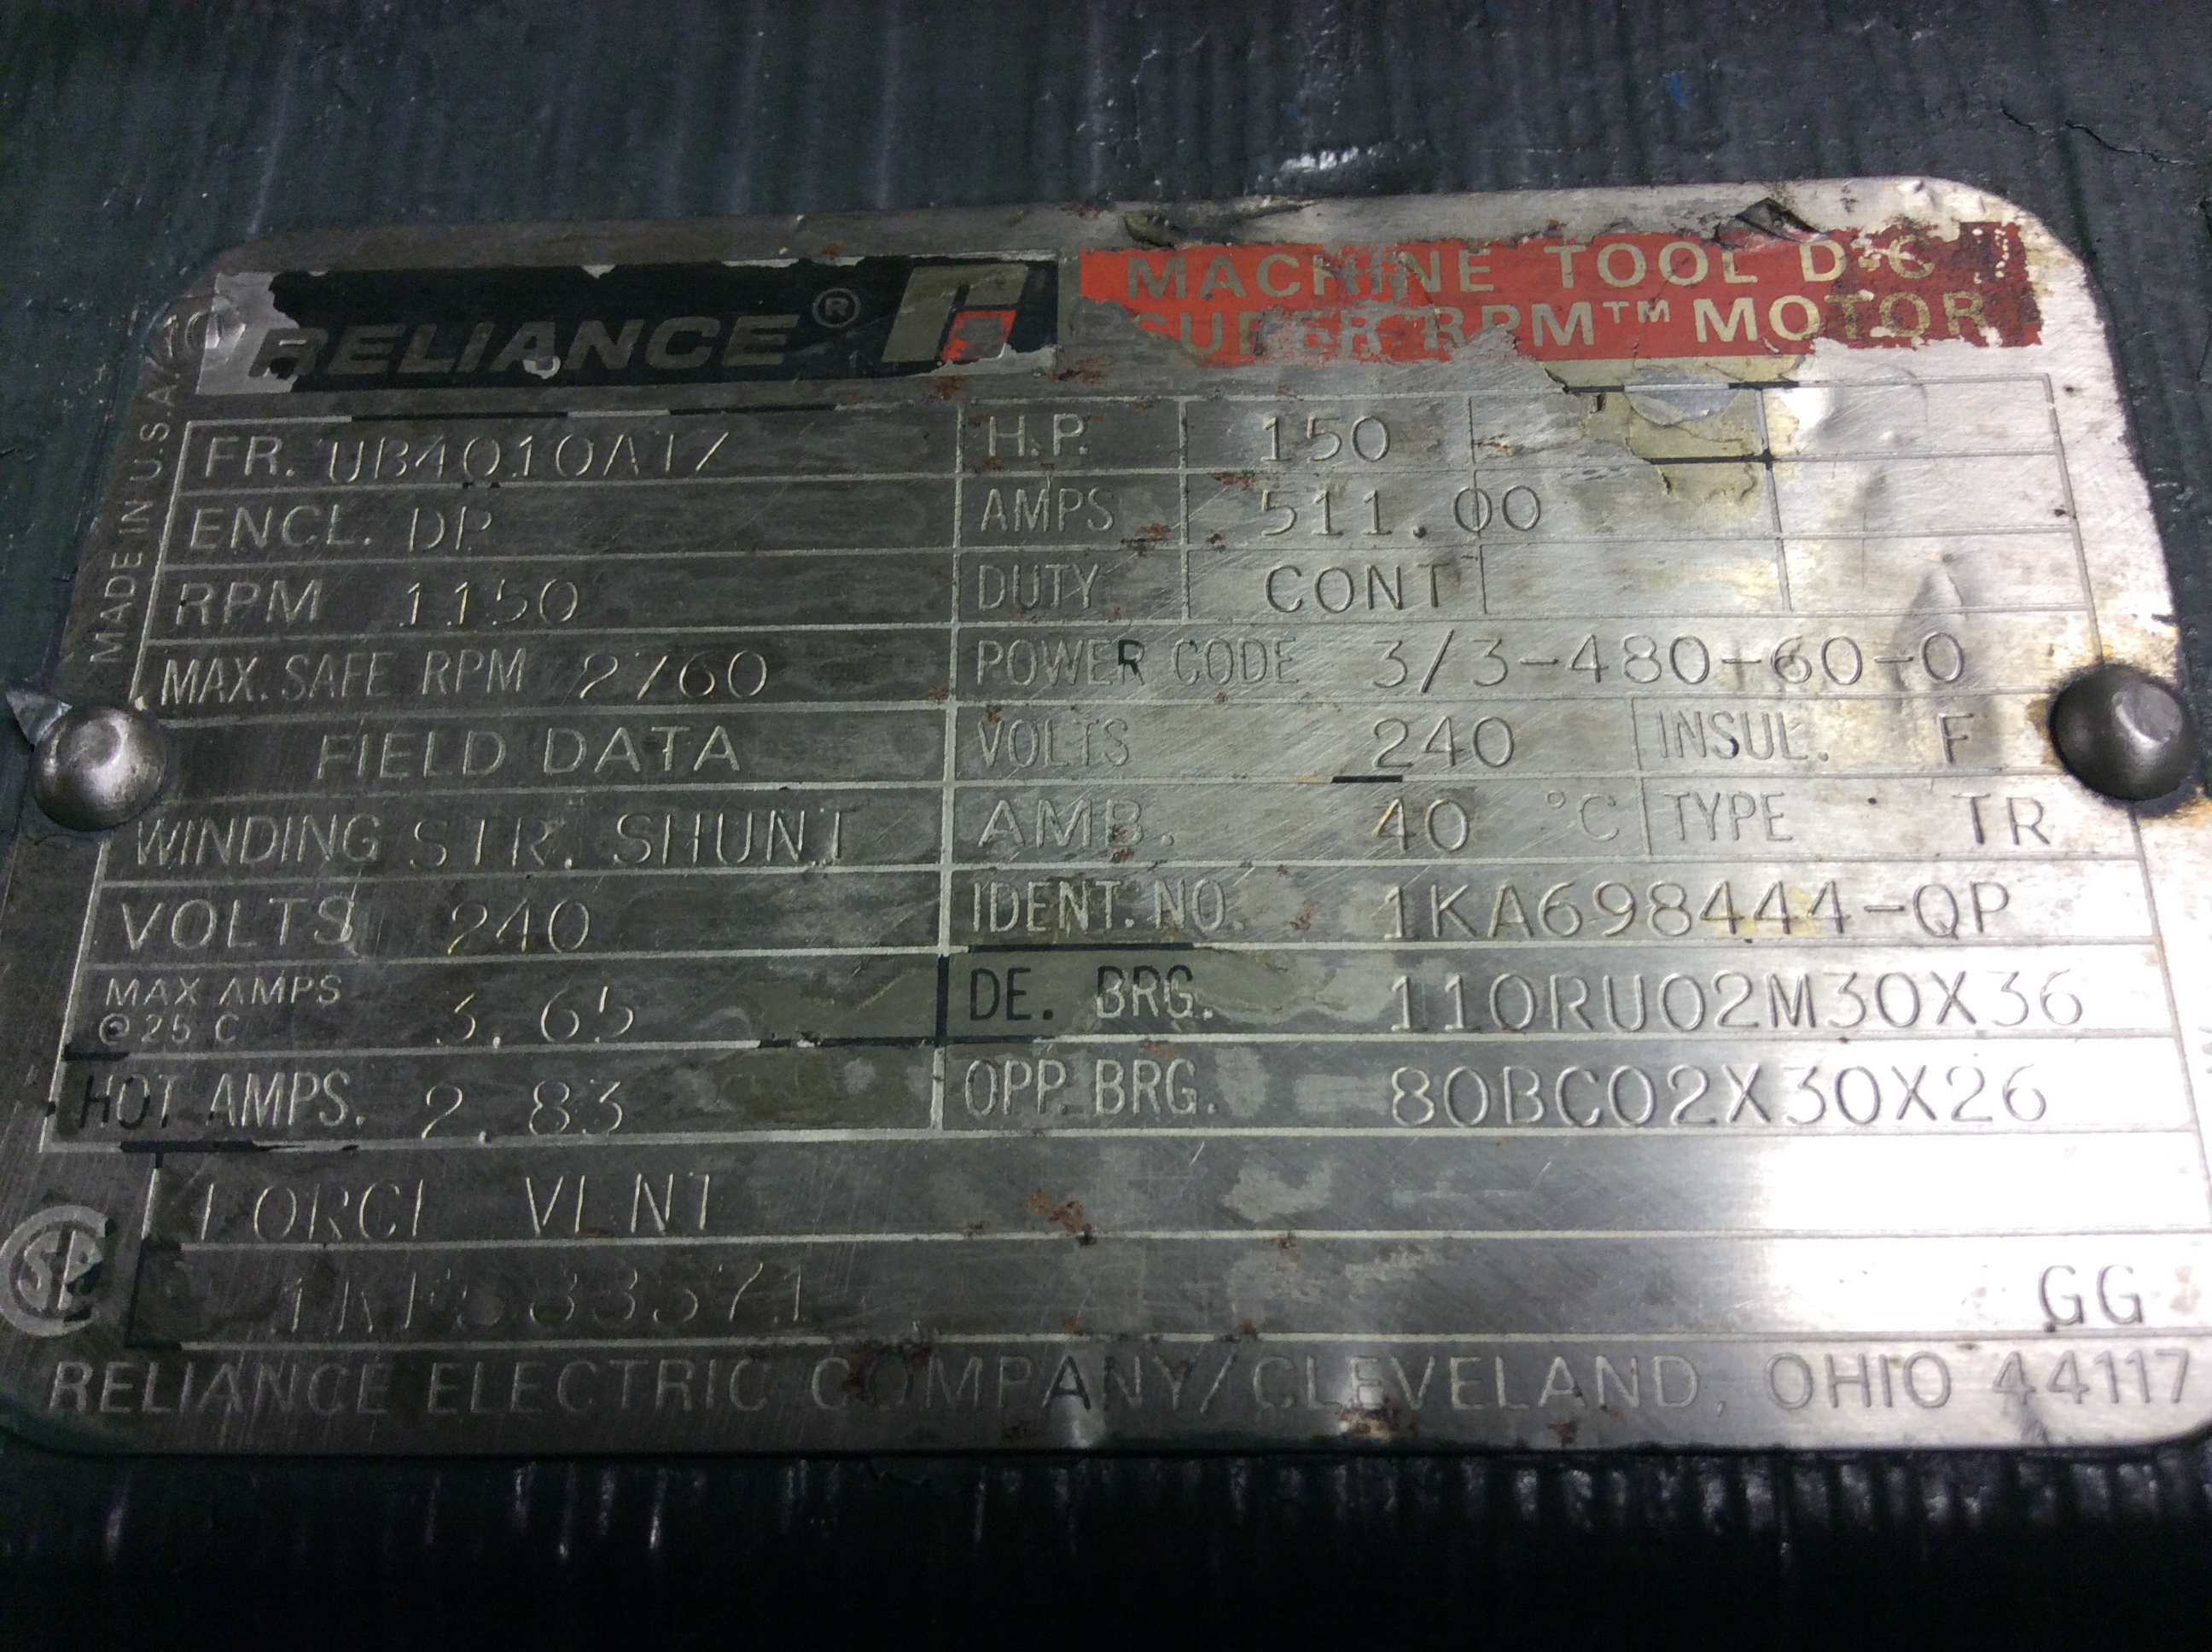 RELIANCE®
MACHINE TOOL D-C
SUPER RPM™ MOTOR
MADE IN U.S.A.
FR. UB4010ATZ
H.P. 150
ENCL. DP
AMPS 511.00
RPM 1150
DUTY CONT
MAX. SAFE RPM 2760
POWER CODE 3/3-480-60-0
FIELD DATA
VOLTS 240 INSUL. F
WINDING STR. SHUNT
AMB. 40 °C TYPE TR
VOLTS 240
IDENT. NO. 1KA698444-QP
MAX AMPS
@ 25 C 3.65
DE. BRG. 110RU02M30X36
HOT AMPS. 2.83
OPP. BRG. 80BC02X30X26
FORCE VENT
GG
RELIANCE ELECTRIC COMPANY/CLEVELAND, OHIO 44117